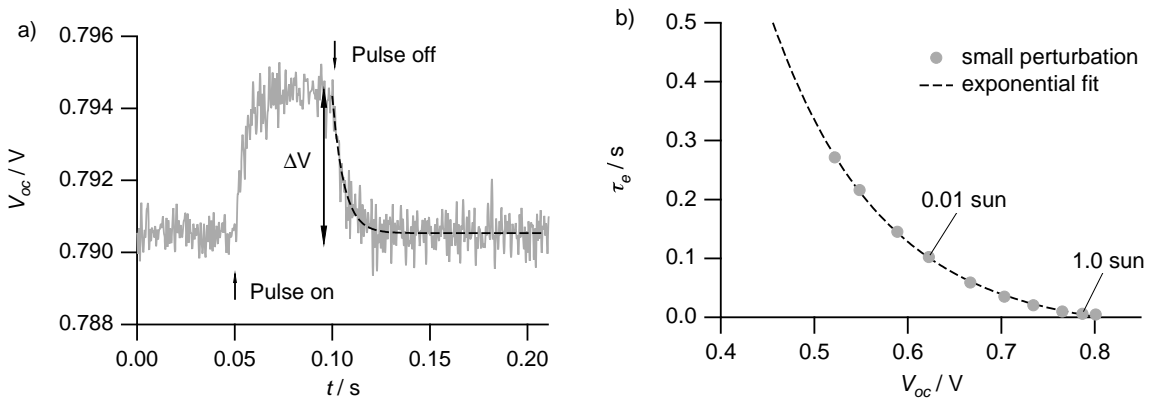 a)
0.796
0.794
0.792
0.790
0.788
V_oc / V
Pulse off
ΔV
Pulse on
0.00
0.05
0.10
0.15
0.20
t / s
b)
0.5
0.4
0.3
0.2
0.1
0.0
τ_e / s
small perturbation
exponential fit
0.01 sun
1.0 sun
0.4
0.5
0.6
0.7
0.8
V_oc / V